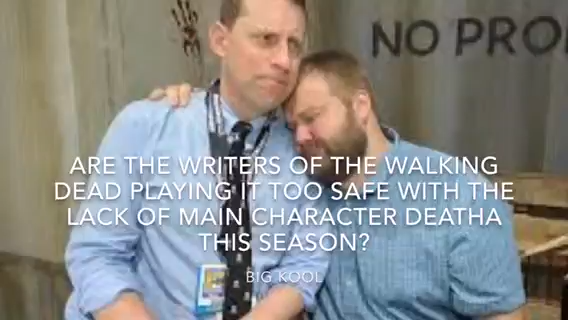 NO PRO
ARE THE WRITERS OF THE WALKING
DEAD PLAYING IT TOO SAFE WITH THE
LACK OF MAIN CHARACTER DEATHA
THIS SEASON?
BIG KOOL